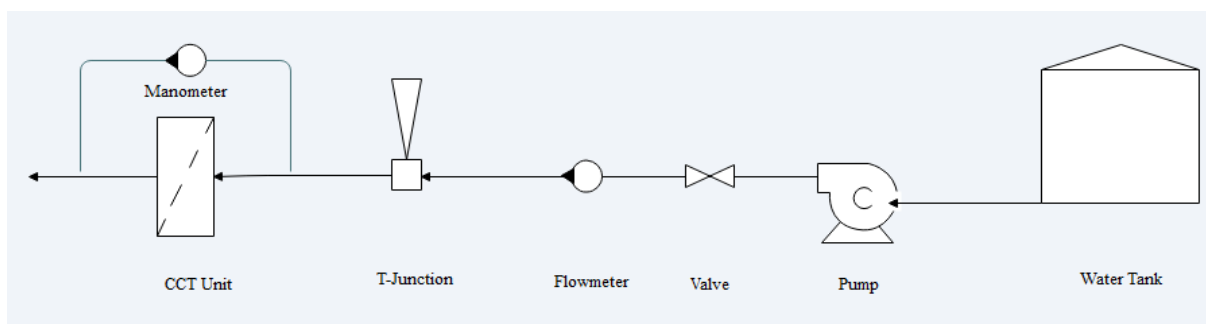 Manometer
CCT Unit
T-Junction
Flowmeter
Valve
Pump
Water Tank